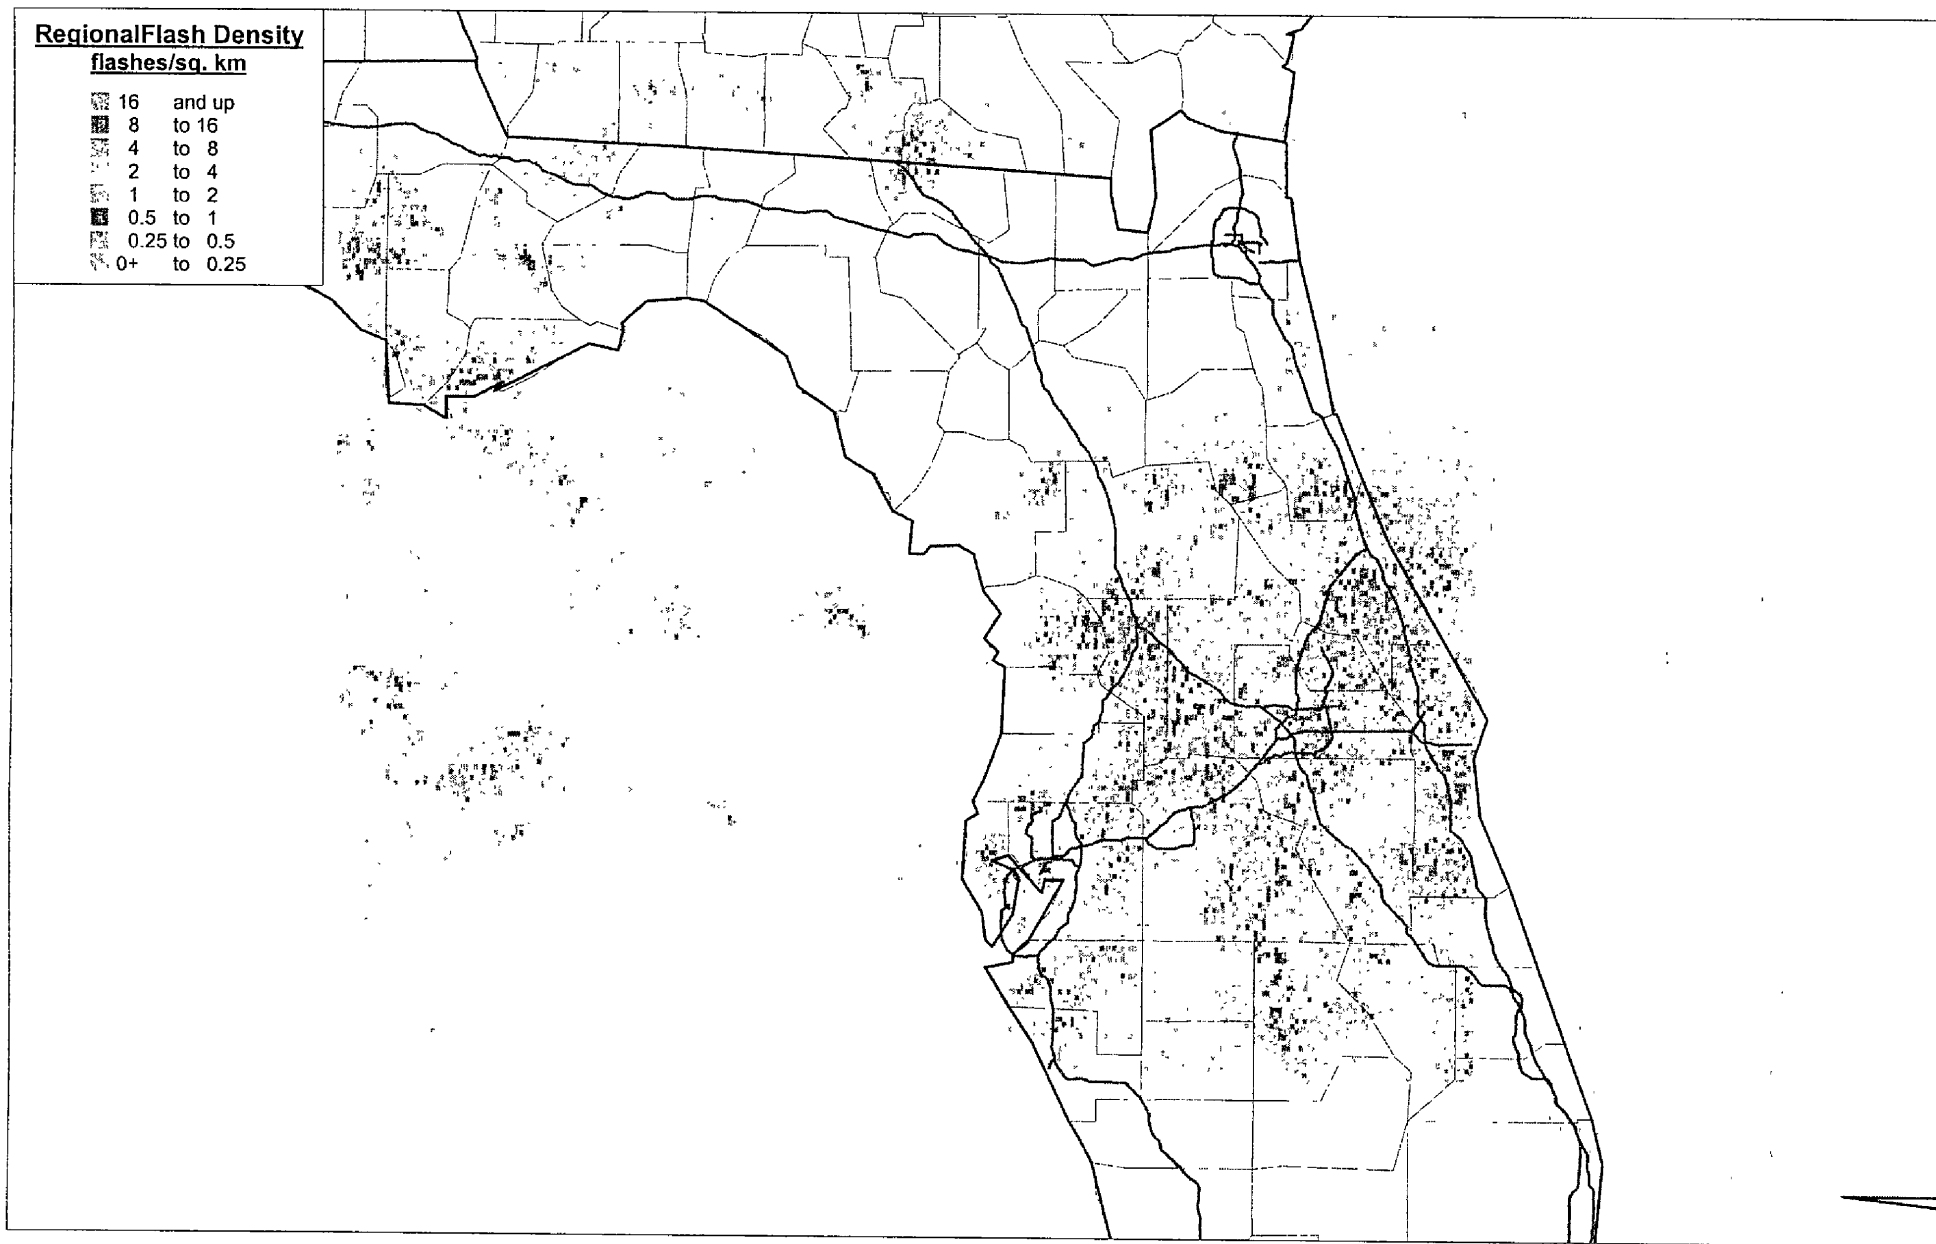 RegionalFlash Density
flashes/sq. km
16 and up
8 to 16
4 to 8
2 to 4
1 to 2
0.5 to 1
0.25 to 0.5
0+ to 0.25